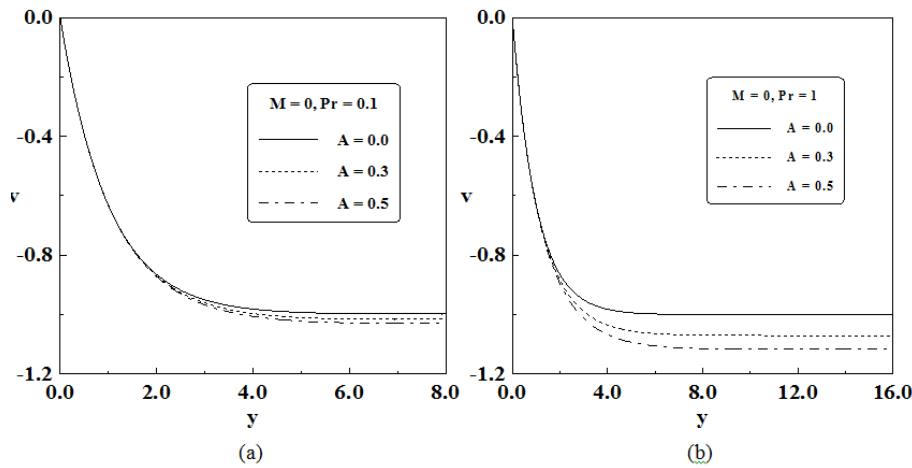 0.0
-0.4
v
-0.8
-1.2
0.0
2.0
4.0
6.0
8.0
y
M = 0, Pr = 0.1
A = 0.0
A = 0.3
A = 0.5
(a)
0.0
-0.4
v
-0.8
-1.2
0.0
4.0
8.0
12.0
16.0
y
M = 0, Pr = 1
A = 0.0
A = 0.3
A = 0.5
(b)